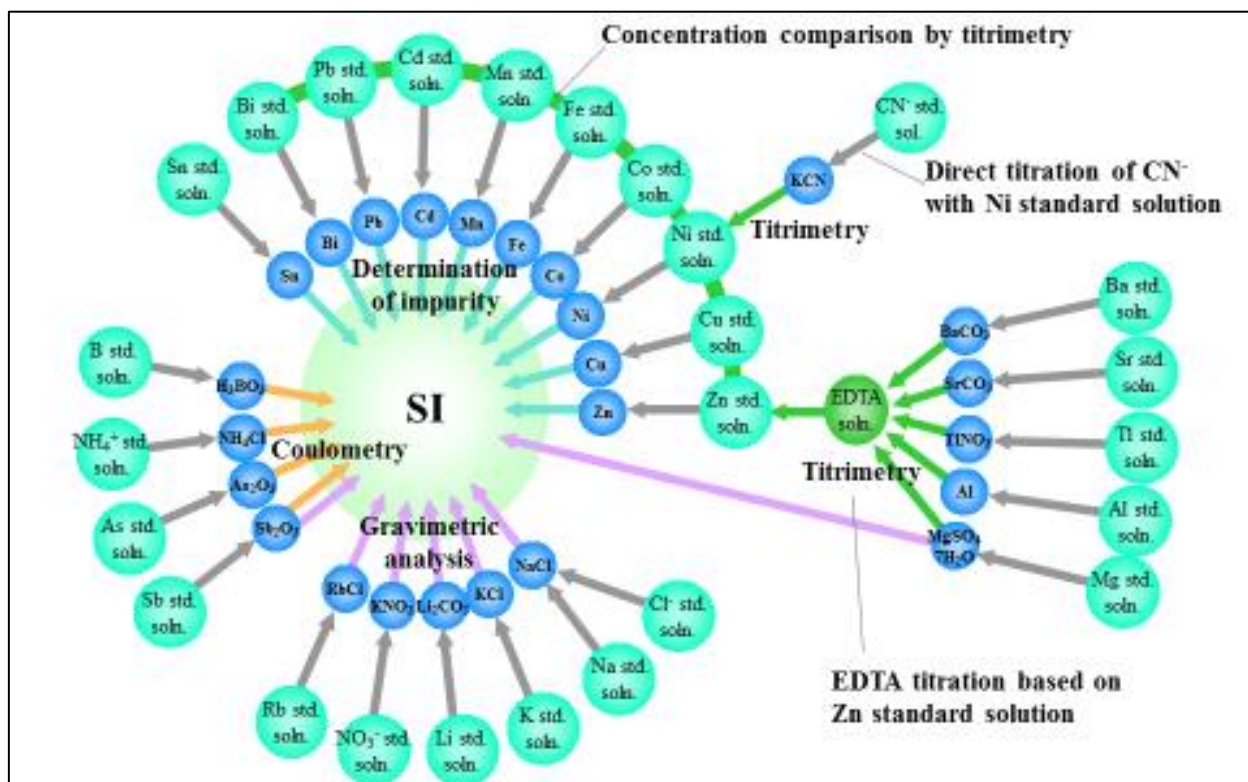 Concentration comparison by titrimetry
Cd std.
soln.
Pb std.
soln.
Mn std.
soln.
Bi std.
soln.
Fe std.
soln.
CN⁻ std.
sol.
Sn std.
soln.
Co std.
soln.
KCN
Direct titration of CN⁻
with Ni standard solution
Ni std.
soln.
Titrimetry
Pb
Cd
Mn
Bi
Fe
Sn
Co
Ni
Determination
of impurity
Ba std.
soln.
BaCO₃
Cu std.
soln.
Cu
B std.
soln.
H₃BO₃
Sr std.
soln.
SrCO₃
SI
Zn
Zn std.
soln.
EDTA
soln.
NH₄⁺ std.
soln.
NH₄Cl
Coulometry
Tl std.
soln.
TlNO₃
Titrimetry
As₂O₃
As std.
soln.
Al
Al std.
soln.
Sb₂O₃
Sb std.
soln.
Gravimetric
analysis
MgSO₄
7H₂O
Mg std.
soln.
RbCl
KNO₃
Li₂CO₃
KCl
NaCl
Cl⁻ std.
soln.
Na std.
soln.
Rb std.
soln.
NO₃⁻ std.
soln.
Li std.
soln.
K std.
soln.
EDTA titration based on
Zn standard solution